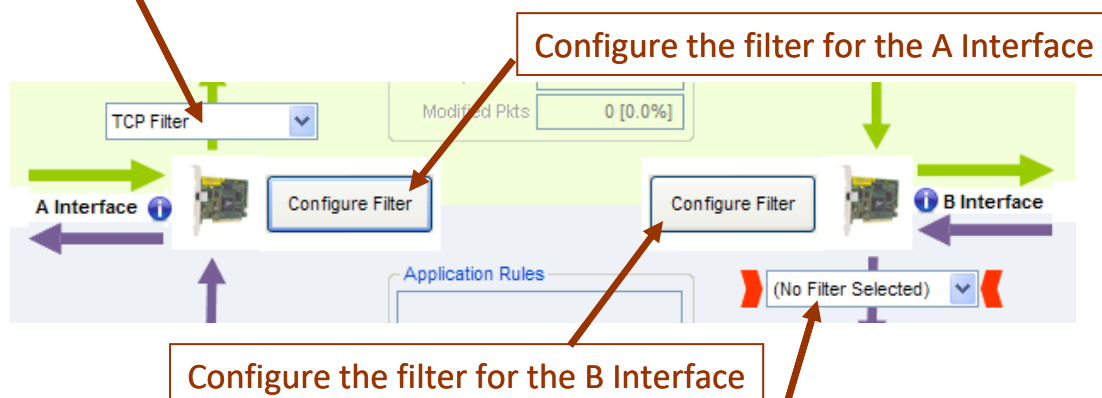 Configure the filter for the A Interface
Modified Pkts 0 [0.0%]
TCP Filter
A Interface
Configure Filter
Configure Filter
B Interface
Application Rules
(No Filter Selected)
Configure the filter for the B Interface